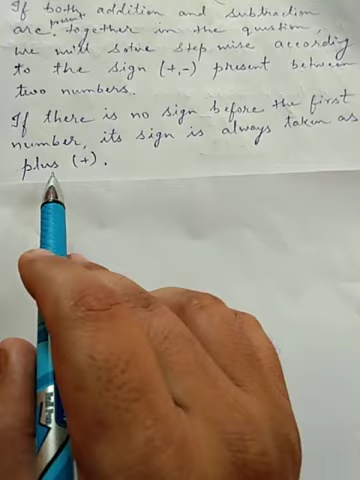 If both addition and subtraction
are present together in the question,
we will solve step wise according
to the sign (+,-) present between
two numbers.
If there is no sign before the first
number, its sign is always taken as
plus (+).